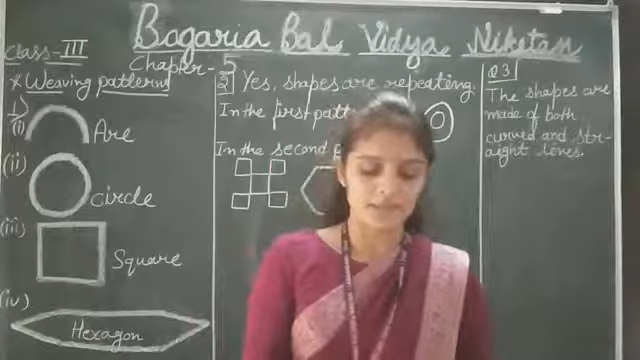 Bagaria Bal Vidya Niketan
Class-III
Chapter-5
* Weaving patterns
1)
(i) Arc
(ii) circle
(iii) Square
(iv) Hexagon
2) Yes, shapes are repeating.
In the first
In the second
Q3)
The shapes are
made of both
curved and str-
aight lines.